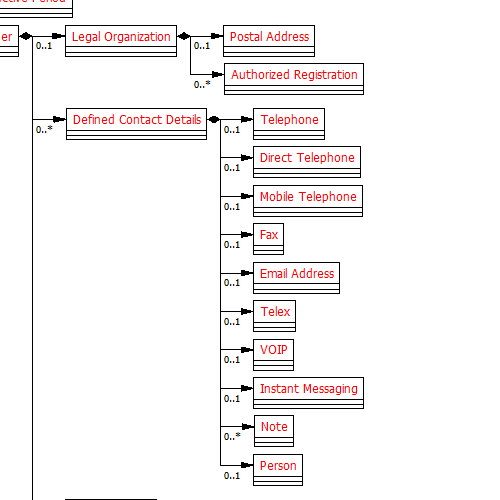 er
0..1
Legal Organization
0..1
Postal Address
0..*
Authorized Registration
0..*
Defined Contact Details
0..1
Telephone
0..1
Direct Telephone
0..1
Mobile Telephone
0..1
Fax
0..1
Email Address
0..1
Telex
0..1
VOIP
0..1
Instant Messaging
0..*
Note
0..1
Person